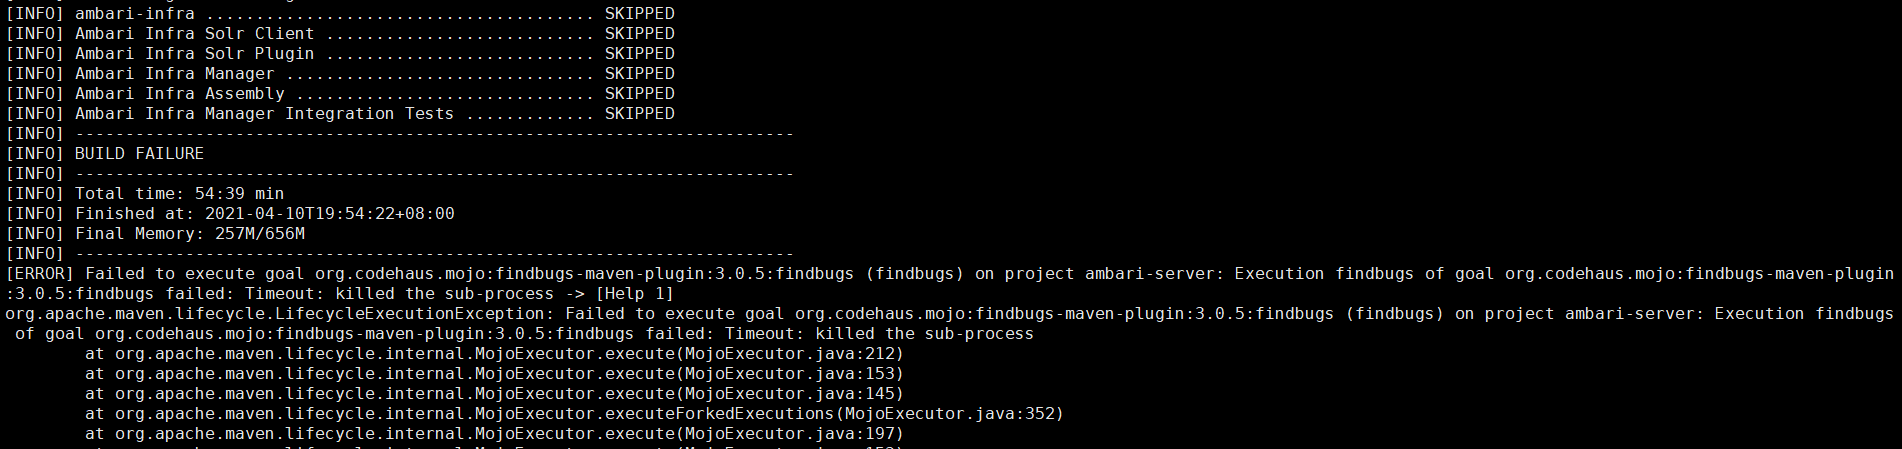 [INFO] ambari-infra ....................................... SKIPPED
[INFO] Ambari Infra Solr Client ........................... SKIPPED
[INFO] Ambari Infra Solr Plugin ........................... SKIPPED
[INFO] Ambari Infra Manager ............................... SKIPPED
[INFO] Ambari Infra Assembly .............................. SKIPPED
[INFO] Ambari Infra Manager Integration Tests ............. SKIPPED
[INFO] ------------------------------------------------------------------------
[INFO] BUILD FAILURE
[INFO] ------------------------------------------------------------------------
[INFO] Total time: 54:39 min
[INFO] Finished at: 2021-04-10T19:54:22+08:00
[INFO] Final Memory: 257M/656M
[INFO] ------------------------------------------------------------------------
[ERROR] Failed to execute goal org.codehaus.mojo:findbugs-maven-plugin:3.0.5:findbugs (findbugs) on project ambari-server: Execution findbugs of goal org.codehaus.mojo:findbugs-maven-plugin
:3.0.5:findbugs failed: Timeout: killed the sub-process -> [Help 1]
org.apache.maven.lifecycle.LifecycleExecutionException: Failed to execute goal org.codehaus.mojo:findbugs-maven-plugin:3.0.5:findbugs (findbugs) on project ambari-server: Execution findbugs
of goal org.codehaus.mojo:findbugs-maven-plugin:3.0.5:findbugs failed: Timeout: killed the sub-process
at org.apache.maven.lifecycle.internal.MojoExecutor.execute(MojoExecutor.java:212)
at org.apache.maven.lifecycle.internal.MojoExecutor.execute(MojoExecutor.java:153)
at org.apache.maven.lifecycle.internal.MojoExecutor.execute(MojoExecutor.java:145)
at org.apache.maven.lifecycle.internal.MojoExecutor.executeForkedExecutions(MojoExecutor.java:352)
at org.apache.maven.lifecycle.internal.MojoExecutor.execute(MojoExecutor.java:197)